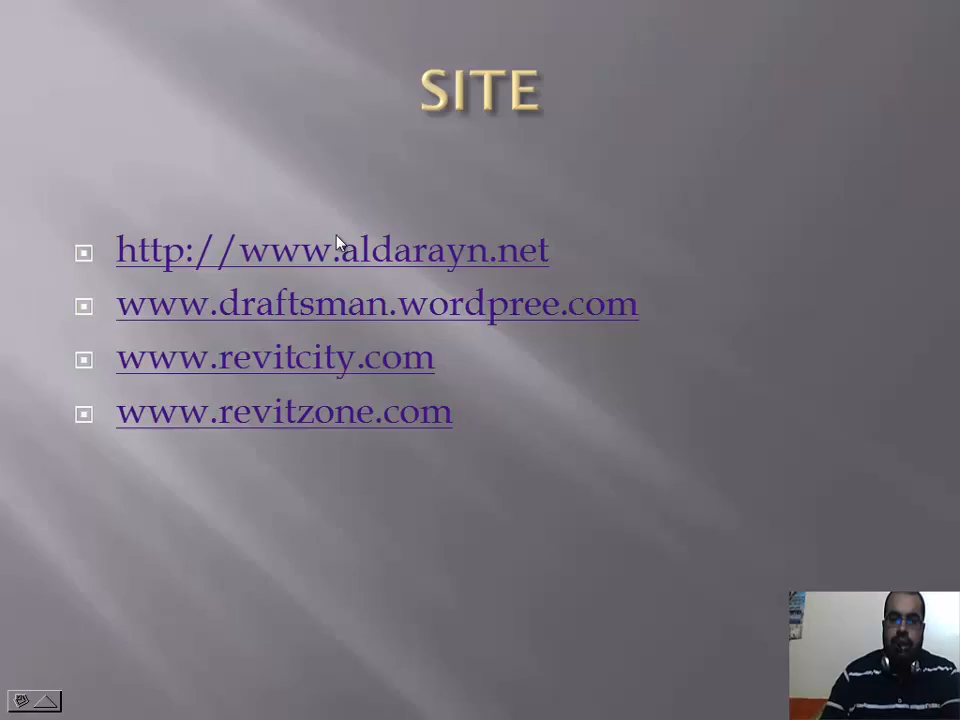 SITE
http://www.aldarayn.net
www.draftsman.wordpree.com
www.revitcity.com
www.revitzone.com